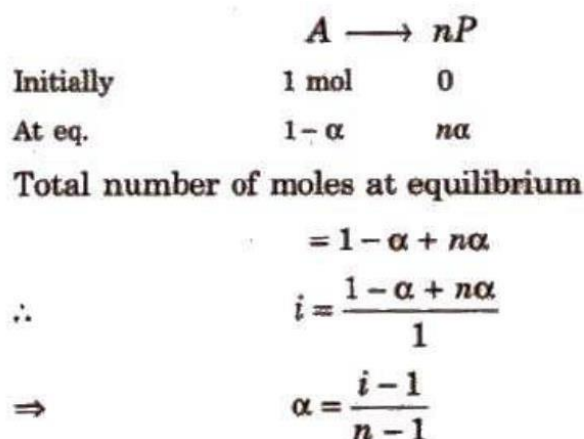 A ⟶ nP
Initially 1 mol 0
At eq. 1 − α nα
Total number of moles at equilibrium
= 1 − α + nα
∴ i = (1 − α + nα)/1
⇒ α = (i − 1)/(n − 1)